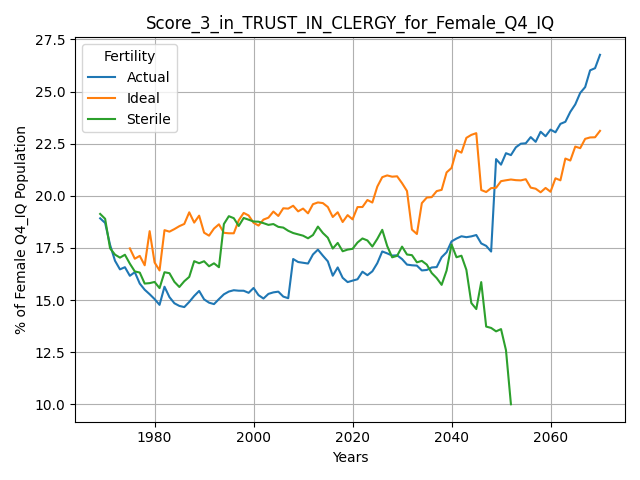 Score_3_in_TRUST_IN_CLERGY_for_Female_Q4_IQ
% of Female Q4_IQ Population
27.5
25.0
22.5
20.0
17.5
15.0
12.5
10.0
Fertility
Actual
Ideal
Sterile
1980
2000
2020
2040
2060
Years